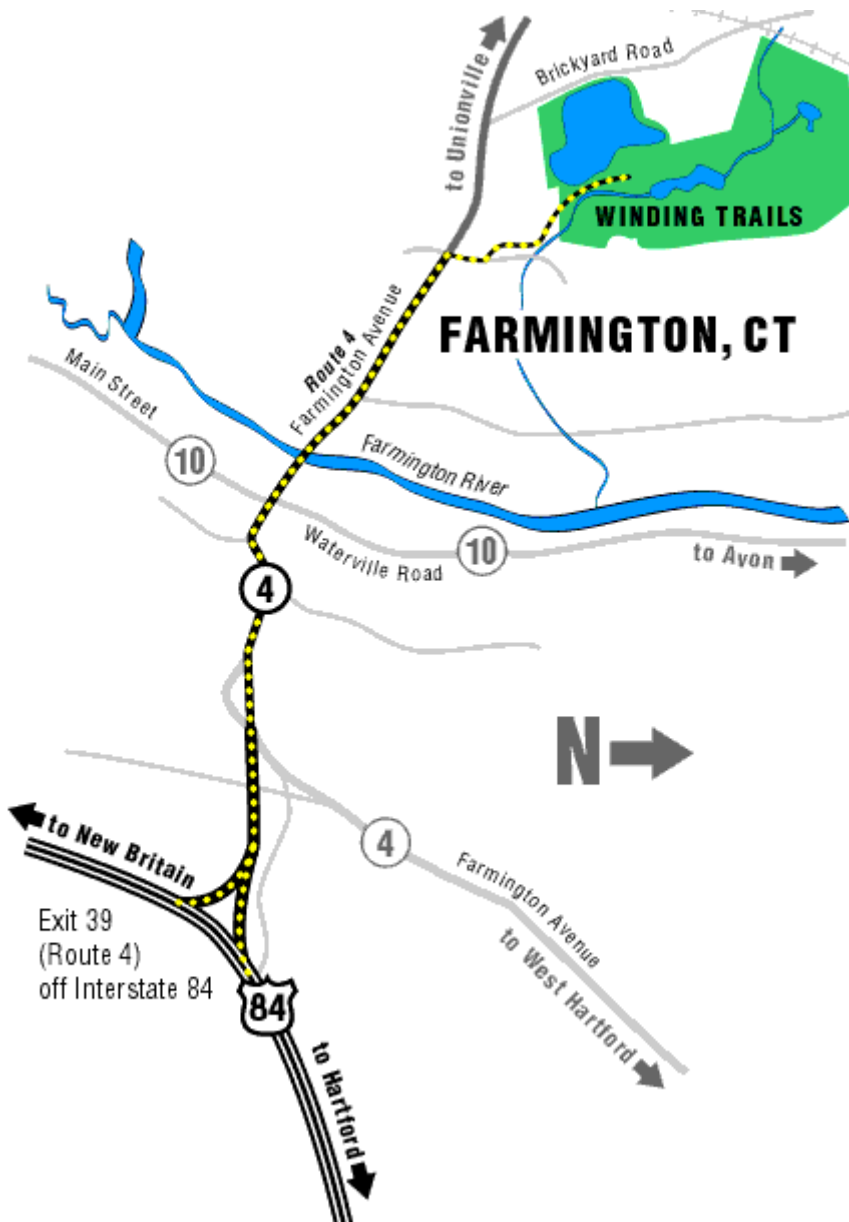 Brickyard Road
to Unionville
WINDING TRAILS
FARMINGTON, CT
Route 4
Farmington Avenue
Main Street
10
Farmington River
Waterville Road
10
to Avon
4
N
to New Britain
4
Farmington Avenue
to West Hartford
Exit 39
(Route 4)
off Interstate 84
84
to Hartford